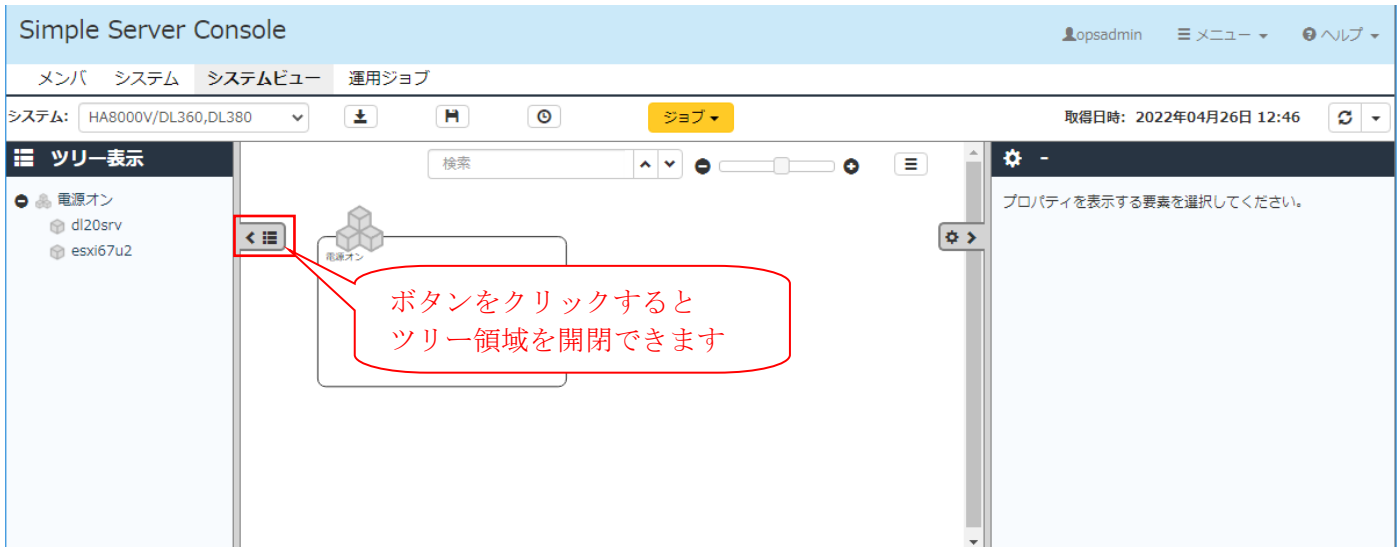 Simple Server Console
opsadmin メニュー ヘルプ
メンバ システム システムビュー 運用ジョブ
システム: HA8000V/DL360,DL380 ジョブ 取得日時: 2022年04月26日 12:46
ツリー表示
検索
-
電源オン
dl20srv
esxi67u2
電源オン
ボタンをクリックすると
ツリー領域を開閉できます
プロパティを表示する要素を選択してください。